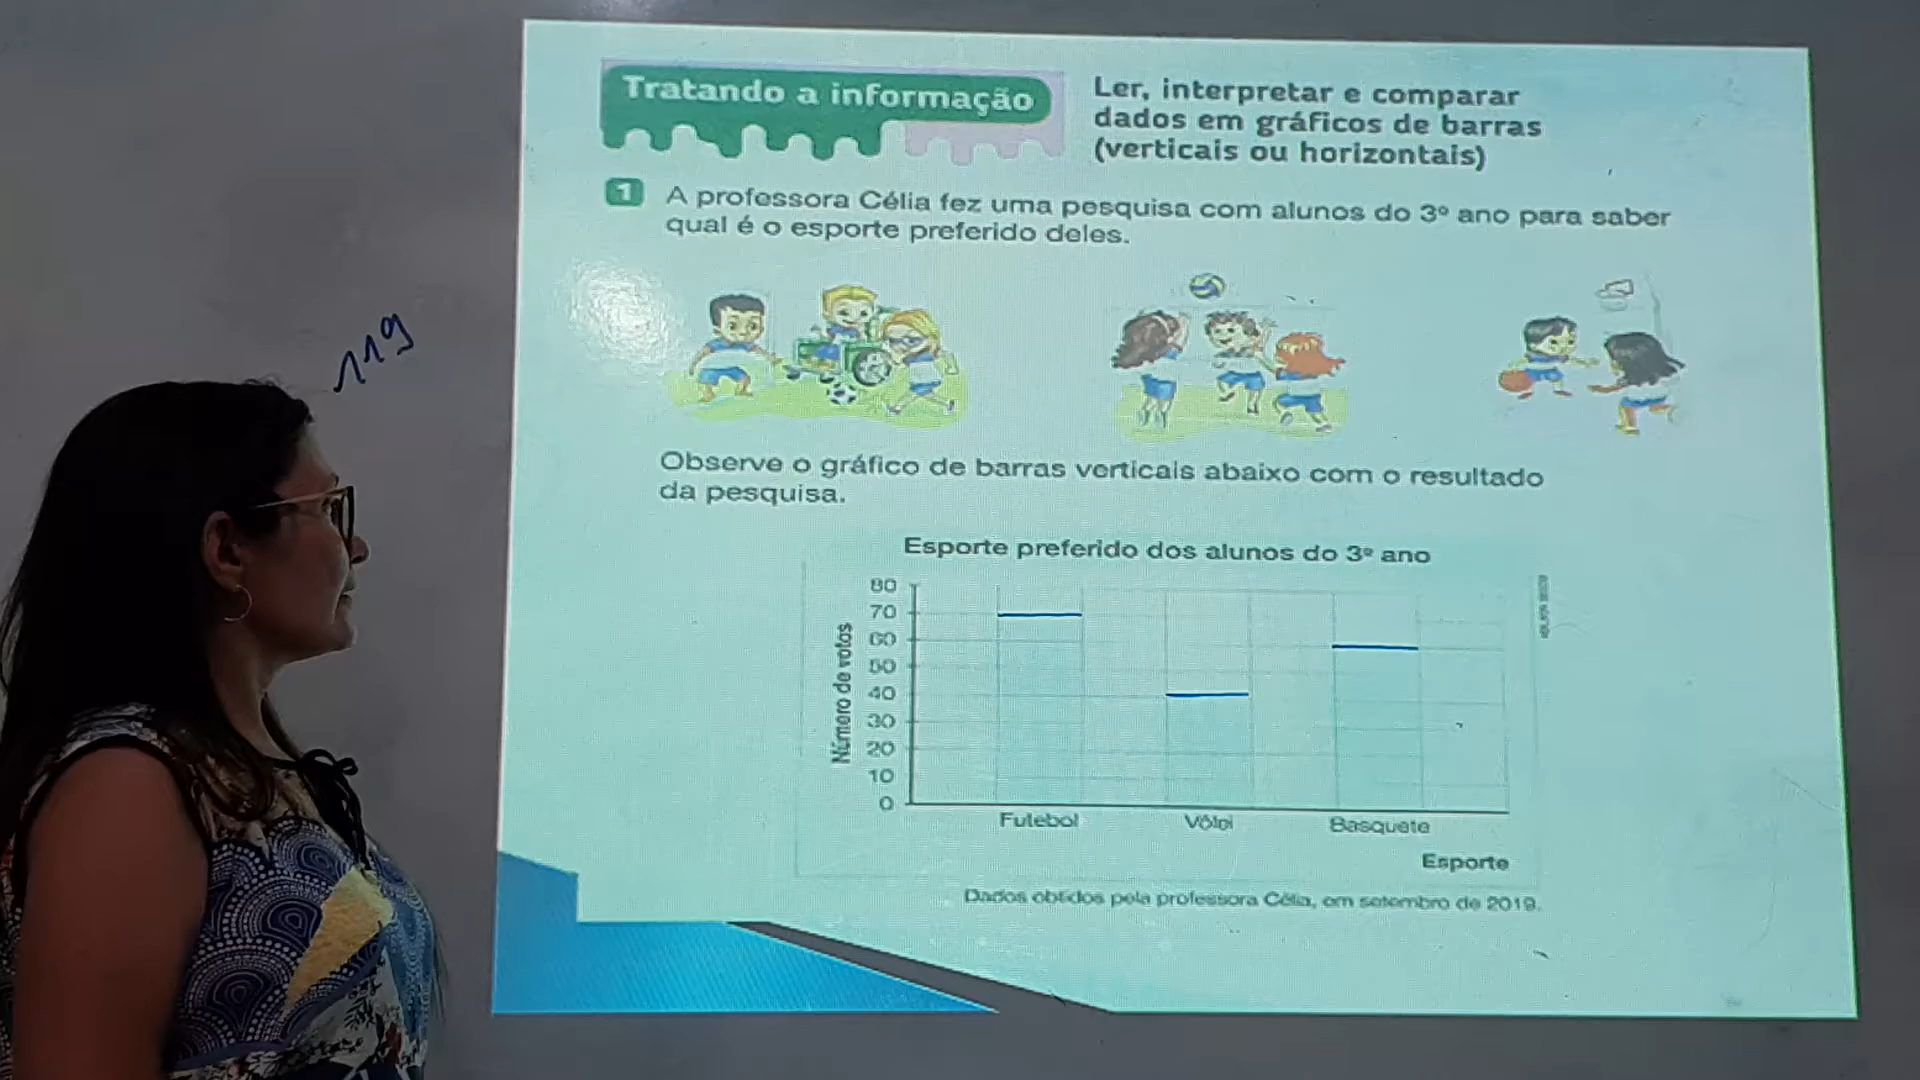 119
Tratando a informação
Ler, interpretar e comparar
dados em gráficos de barras
(verticais ou horizontais)
1 A professora Célia fez uma pesquisa com alunos do 3º ano para saber
qual é o esporte preferido deles.
Observe o gráfico de barras verticais abaixo com o resultado
da pesquisa.
Esporte preferido dos alunos do 3º ano
Número de votos
80
70
60
50
40
30
20
10
0
Futebol Vôlei Basquete
Esporte
Dados obtidos pela professora Célia, em setembro de 2019.